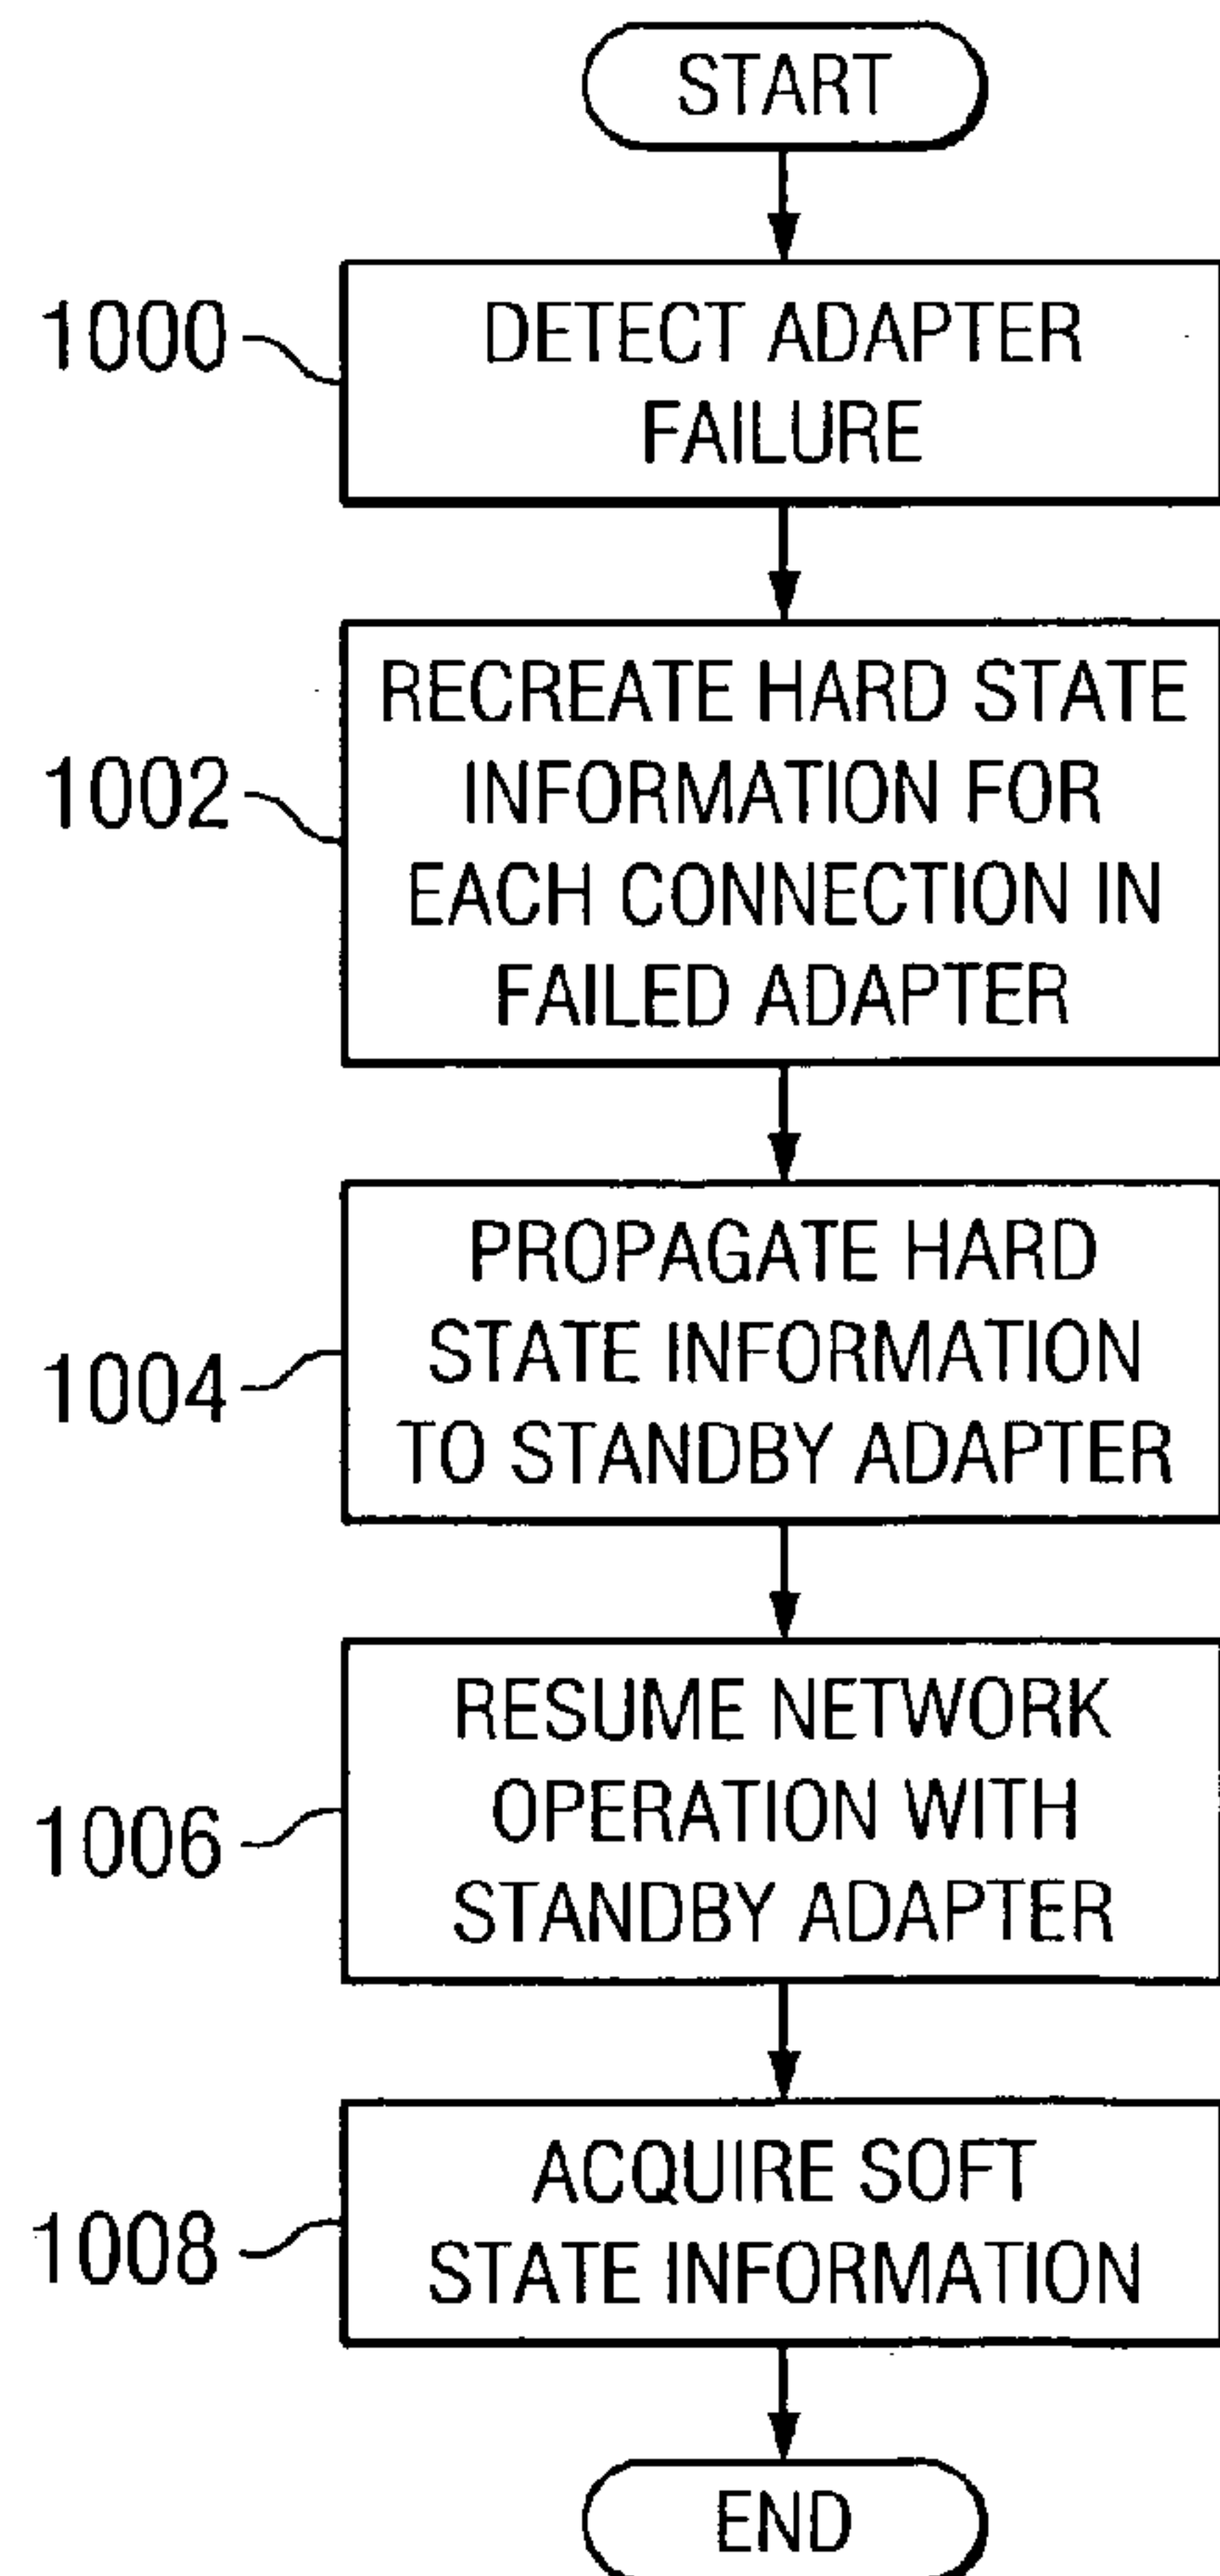 START
1000
DETECT ADAPTER
FAILURE
1002
RECREATE HARD STATE
INFORMATION FOR
EACH CONNECTION IN
FAILED ADAPTER
1004
PROPAGATE HARD
STATE INFORMATION
TO STANDBY ADAPTER
1006
RESUME NETWORK
OPERATION WITH
STANDBY ADAPTER
1008
ACQUIRE SOFT
STATE INFORMATION
END